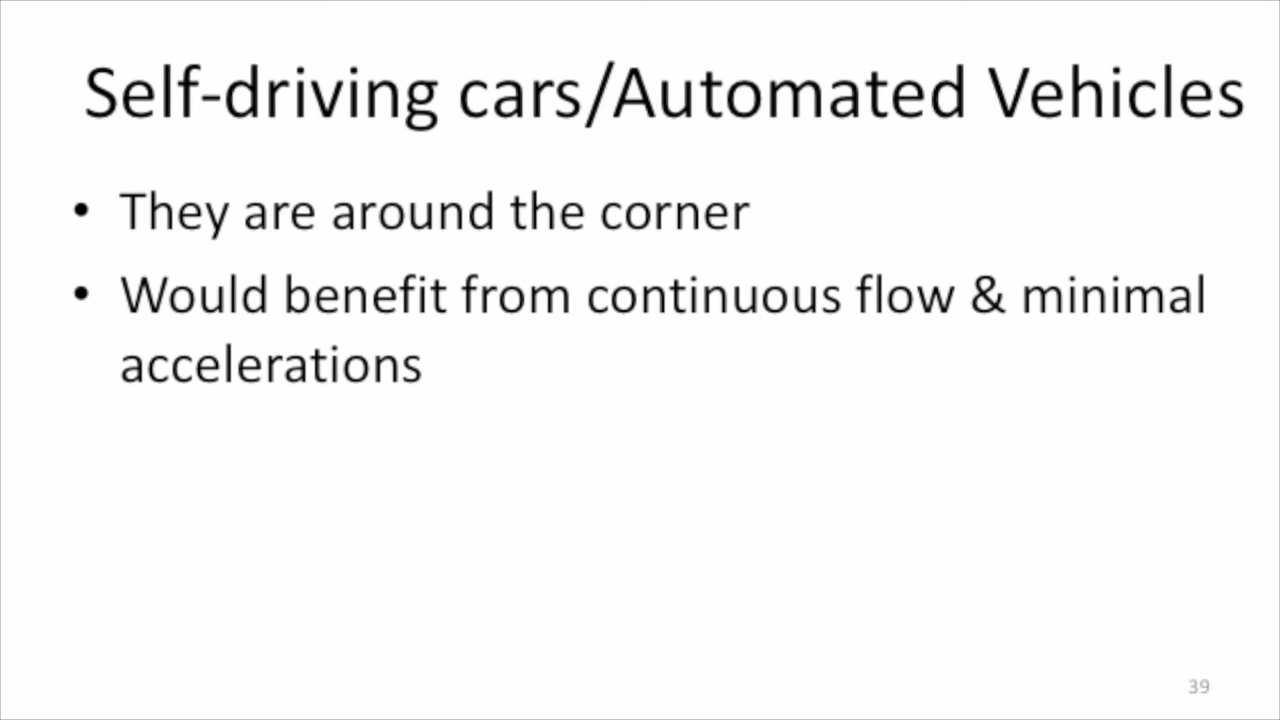 Self-driving cars/Automated Vehicles
• They are around the corner
• Would benefit from continuous flow & minimal
accelerations
39